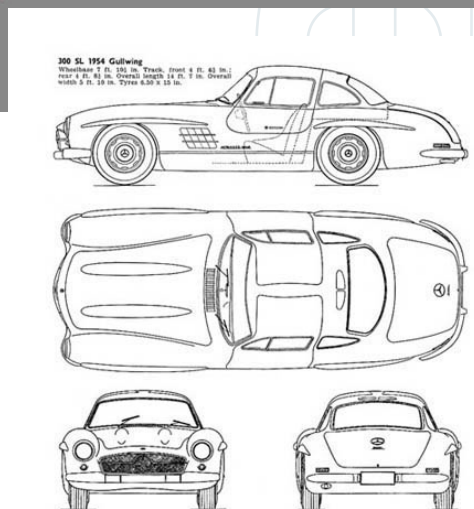 300 SL 1954 Gullwing
Wheelbase 7 ft. 10½ in. Track, front 4 ft. 6½ in.;
rear 4 ft. 8½ in. Overall length 14 ft. 7 in. Overall
width 5 ft. 10 in. Tyres 6.50 x 15 in.